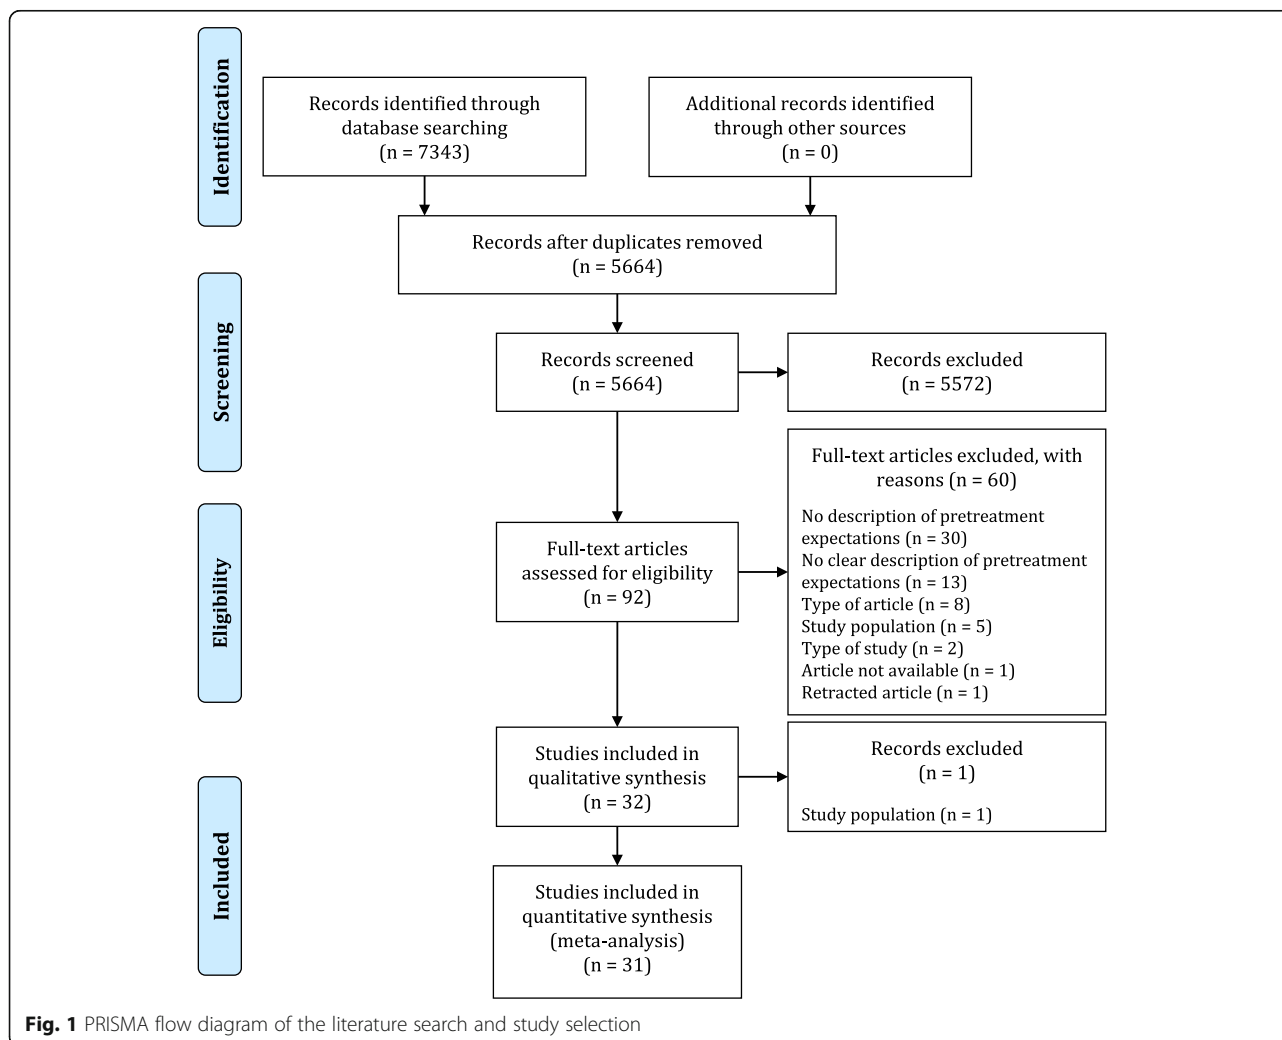 Identification
Records identified through
database searching
(n = 7343)
Additional records identified
through other sources
(n = 0)
Records after duplicates removed
(n = 5664)
Screening
Records screened
(n = 5664)
Records excluded
(n = 5572)
Eligibility
Full-text articles
assessed for eligibility
(n = 92)
Full-text articles excluded, with
reasons (n = 60)
No description of pretreatment
expectations (n = 30)
No clear description of pretreatment
expectations (n = 13)
Type of article (n = 8)
Study population (n = 5)
Type of study (n = 2)
Article not available (n = 1)
Retracted article (n = 1)
Included
Studies included in
qualitative synthesis
(n = 32)
Records excluded
(n = 1)
Study population (n = 1)
Studies included in
quantitative synthesis
(meta-analysis)
(n = 31)
Fig. 1 PRISMA flow diagram of the literature search and study selection